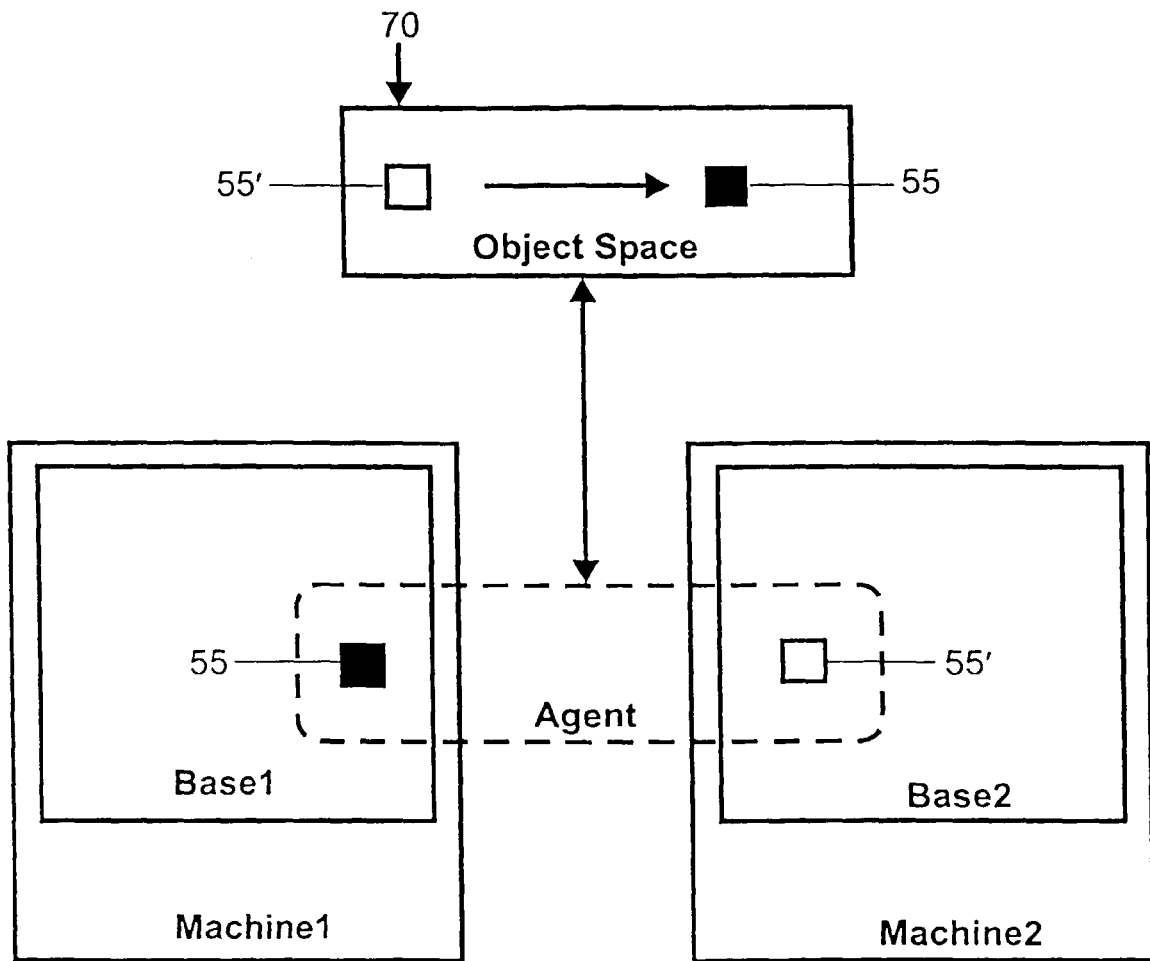 70
55′
55
Object Space
55
55′
Agent
Base1
Base2
Machine1
Machine2